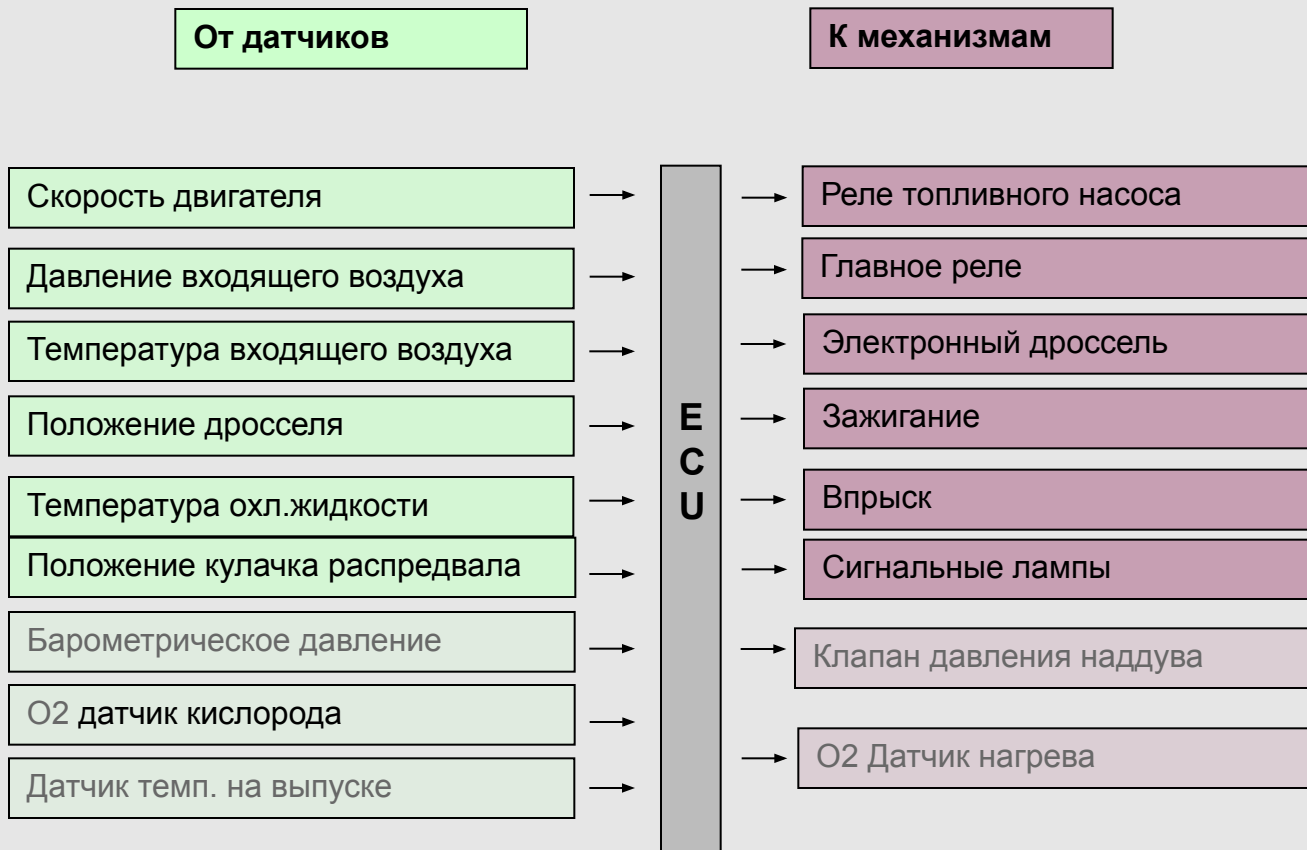 От датчиков
К механизмам
Скорость двигателя
Давление входящего воздуха
Температура входящего воздуха
Положение дросселя
Температура охл.жидкости
Положение кулачка распредвала
Барометрическое давление
О2 датчик кислорода
Датчик темп. на выпуске
E
C
U
Реле топливного насоса
Главное реле
Электронный дроссель
Зажигание
Впрыск
Сигнальные лампы
Клапан давления наддува
О2 Датчик нагрева